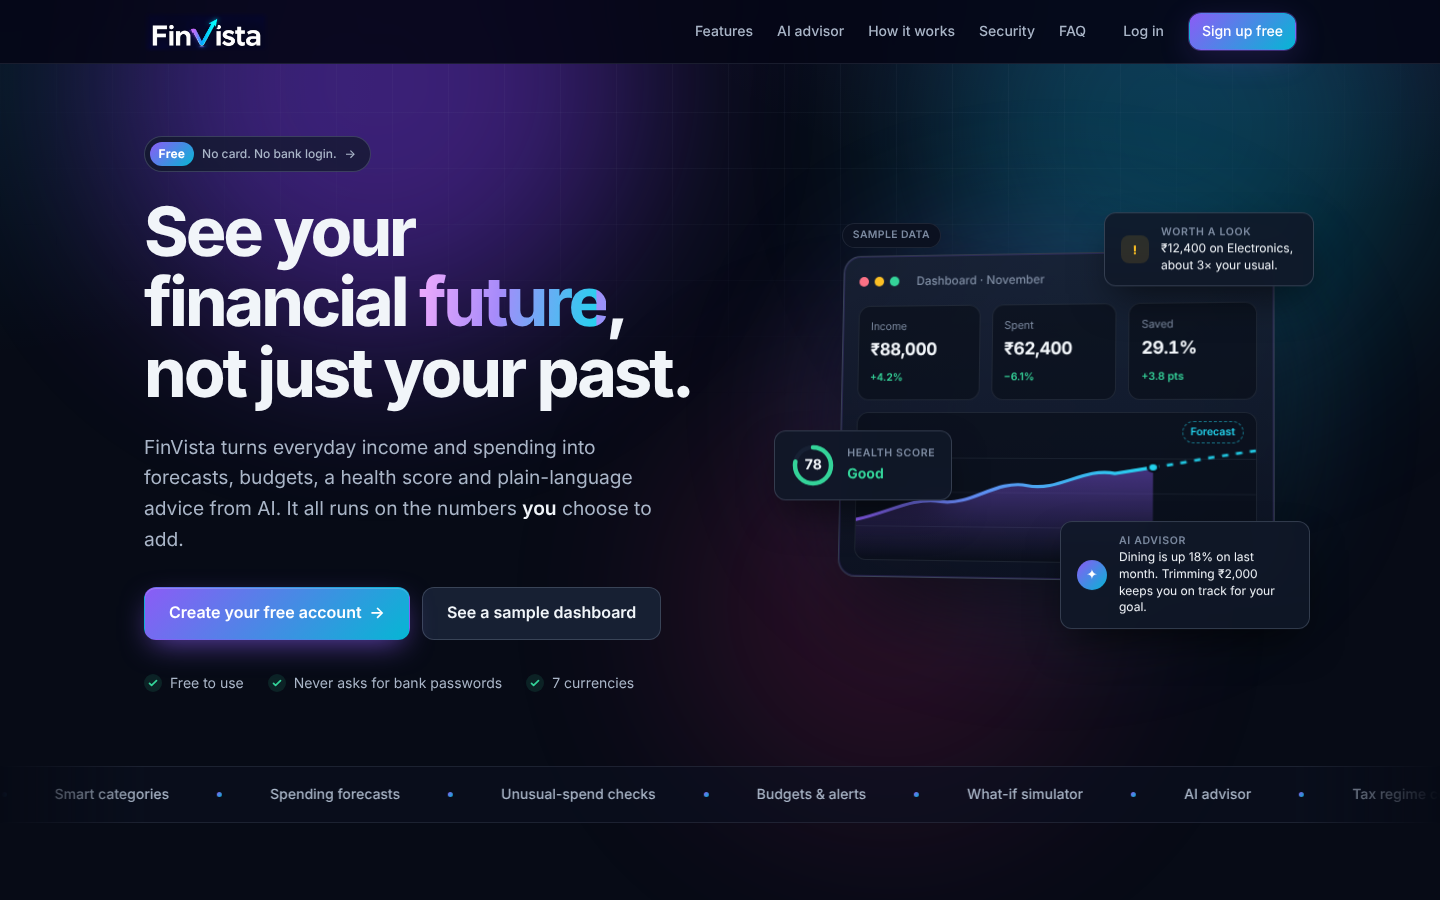 FinVista
Features AI advisor How it works Security FAQ Log in Sign up free
Free No card. No bank login. →
See your
financial future,
not just your past.
FinVista turns everyday income and spending into
forecasts, budgets, a health score and plain-language
advice from AI. It all runs on the numbers you choose to
add.
Create your free account →
See a sample dashboard
Free to use
Never asks for bank passwords
7 currencies
SAMPLE DATA
WORTH A LOOK
!
₹12,400 on Electronics,
about 3× your usual.
Dashboard · November
Income
₹88,000
+4.2%
Spent
₹62,400
−6.1%
Saved
29.1%
+3.8 pts
Forecast
78
HEALTH SCORE
Good
AI ADVISOR
Dining is up 18% on last
month. Trimming ₹2,000
keeps you on track for your
goal.
Smart categories • Spending forecasts • Unusual-spend checks • Budgets & alerts • What-if simulator • AI advisor • Tax regime